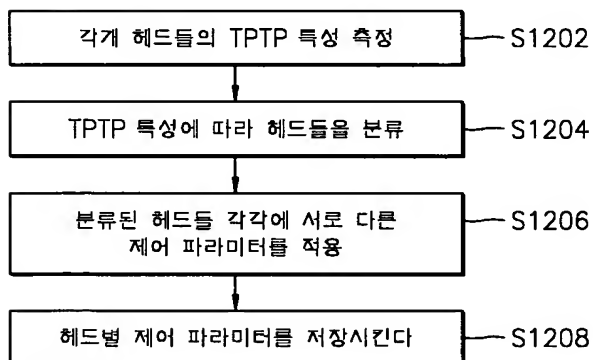 각개 헤드들의 TPTP 특성 측정
S1202
TPTP 특성에 따라 헤드들을 분류
S1204
분류된 헤드들 각각에 서로 다른
제어 파라미터를 적용
S1206
헤드별 제어 파라미터를 저장시킨다
S1208